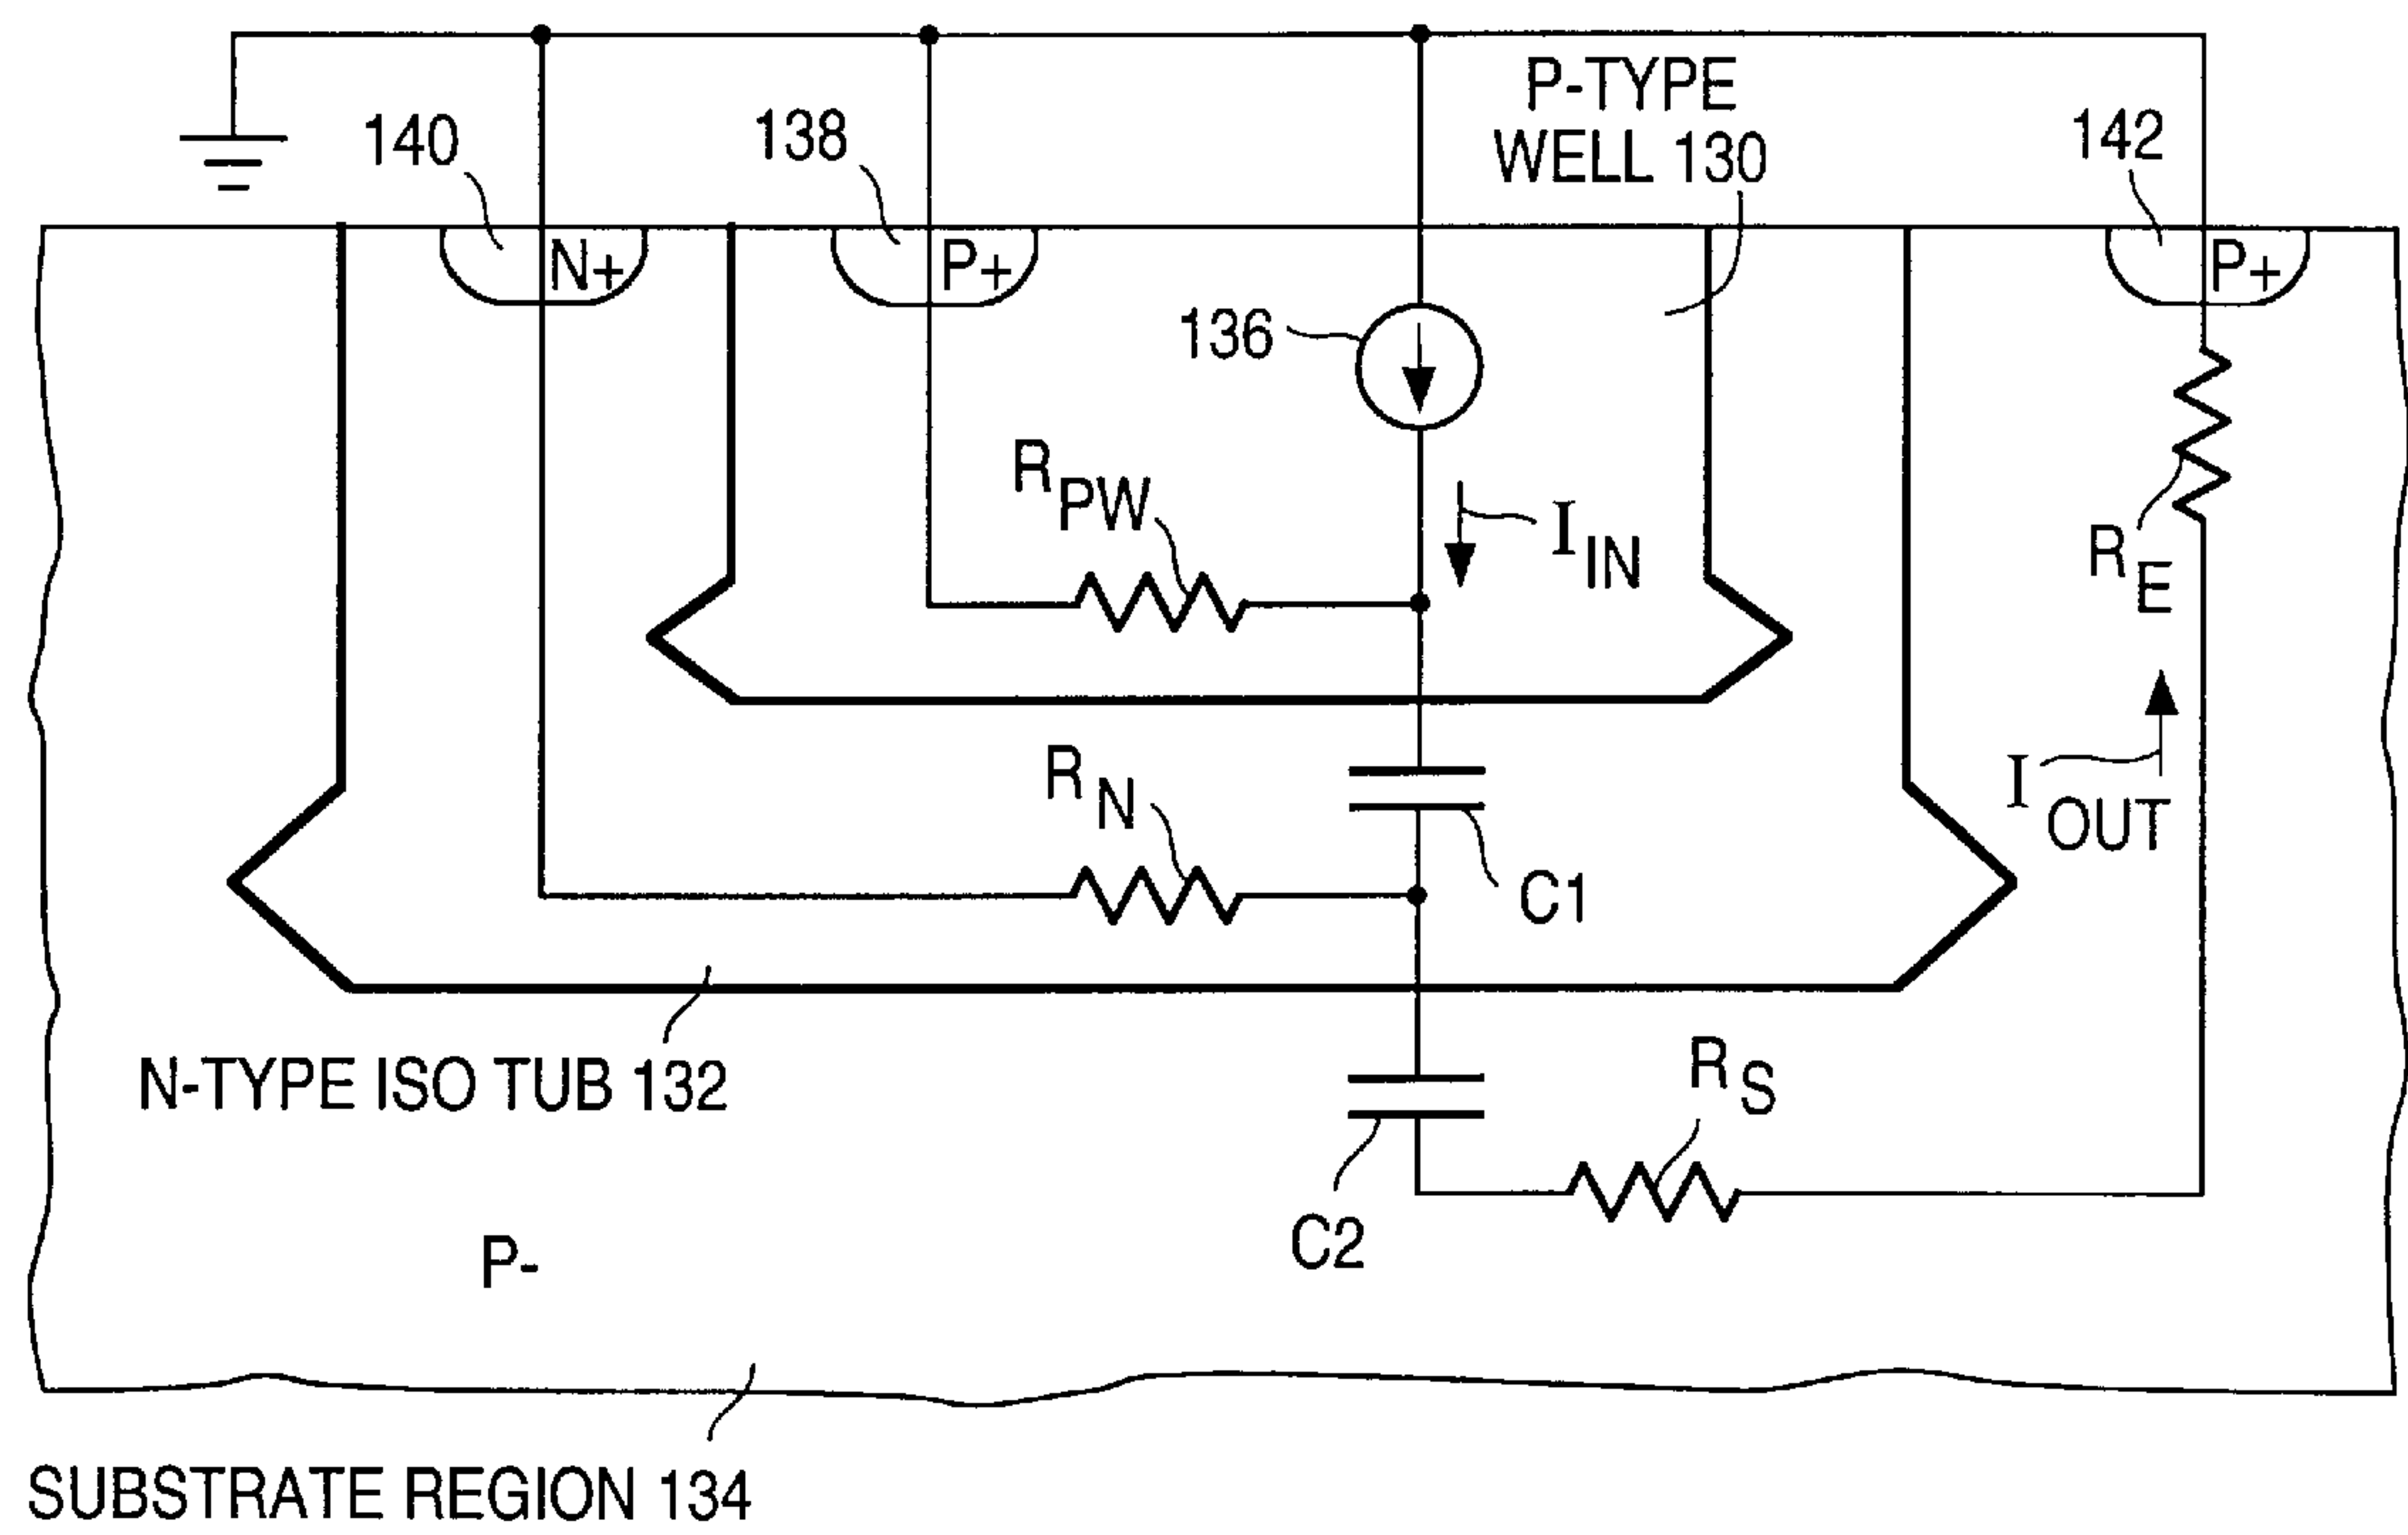 P-TYPE
WELL 130
140
138
142
N+
P+
P+
136
RPW
IIN
RE
RN
IOUT
C1
N-TYPE ISO TUB 132
RS
C2
P-
SUBSTRATE REGION 134